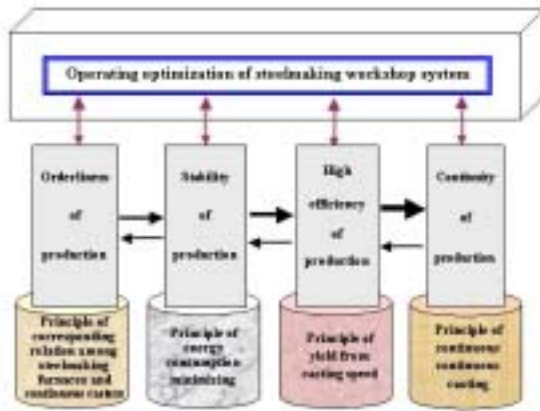 Operating optimization of steelmaking workshop system
Orderliness
of
production
Stability
of
production
High
efficiency
of
production
Continuity
of
production
Principle of
corresponding
relation among
steelmaking
furnaces and
continuous casters
Principle of
energy
consumption
minimizing
Principle of
yield from
casting speed
Principle of
continuous
continuous
casting